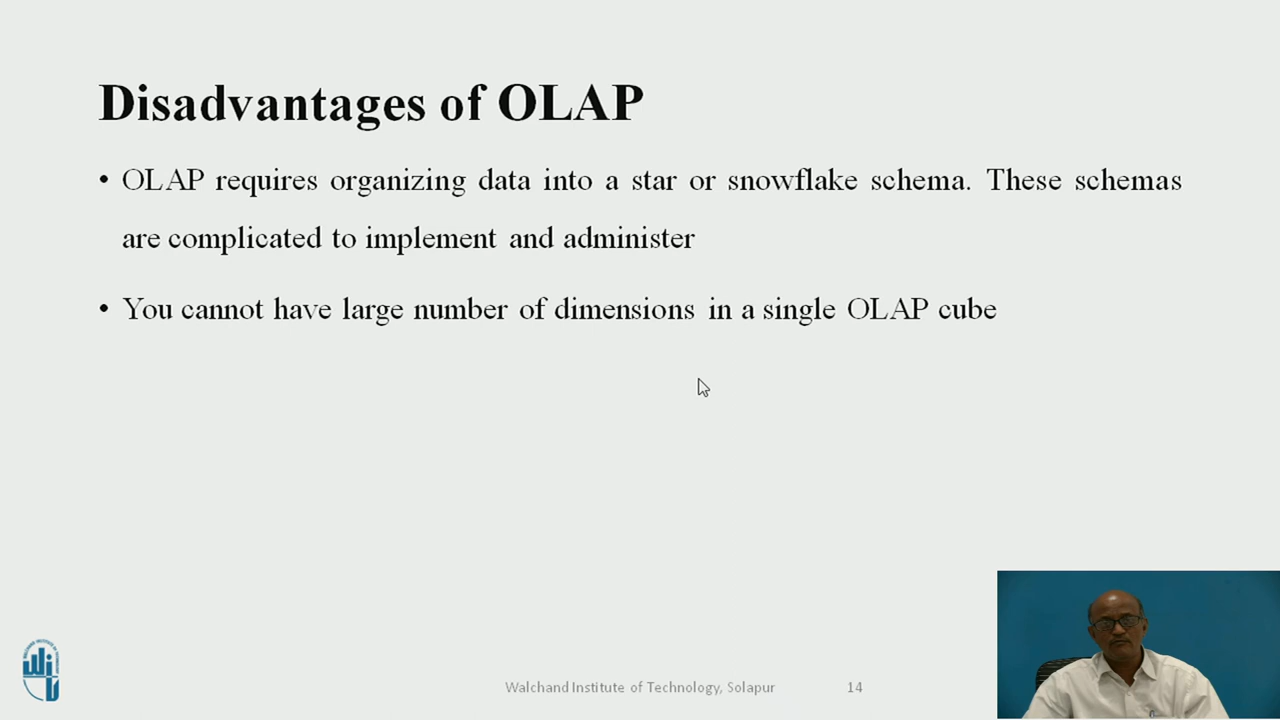 Disadvantages of OLAP
• OLAP requires organizing data into a star or snowflake schema. These schemas
are complicated to implement and administer
• You cannot have large number of dimensions in a single OLAP cube
Walchand Institute of Technology, Solapur 14